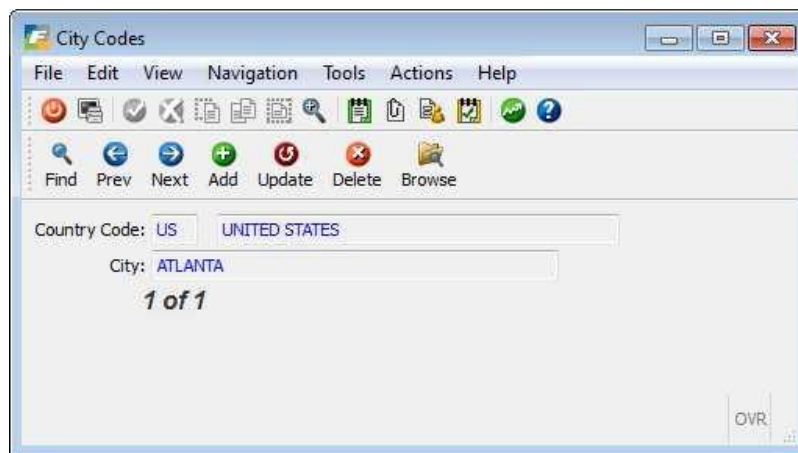 City Codes
File Edit View Navigation Tools Actions Help
Find Prev Next Add Update Delete Browse
Country Code: US UNITED STATES
City: ATLANTA
1 of 1
OVR